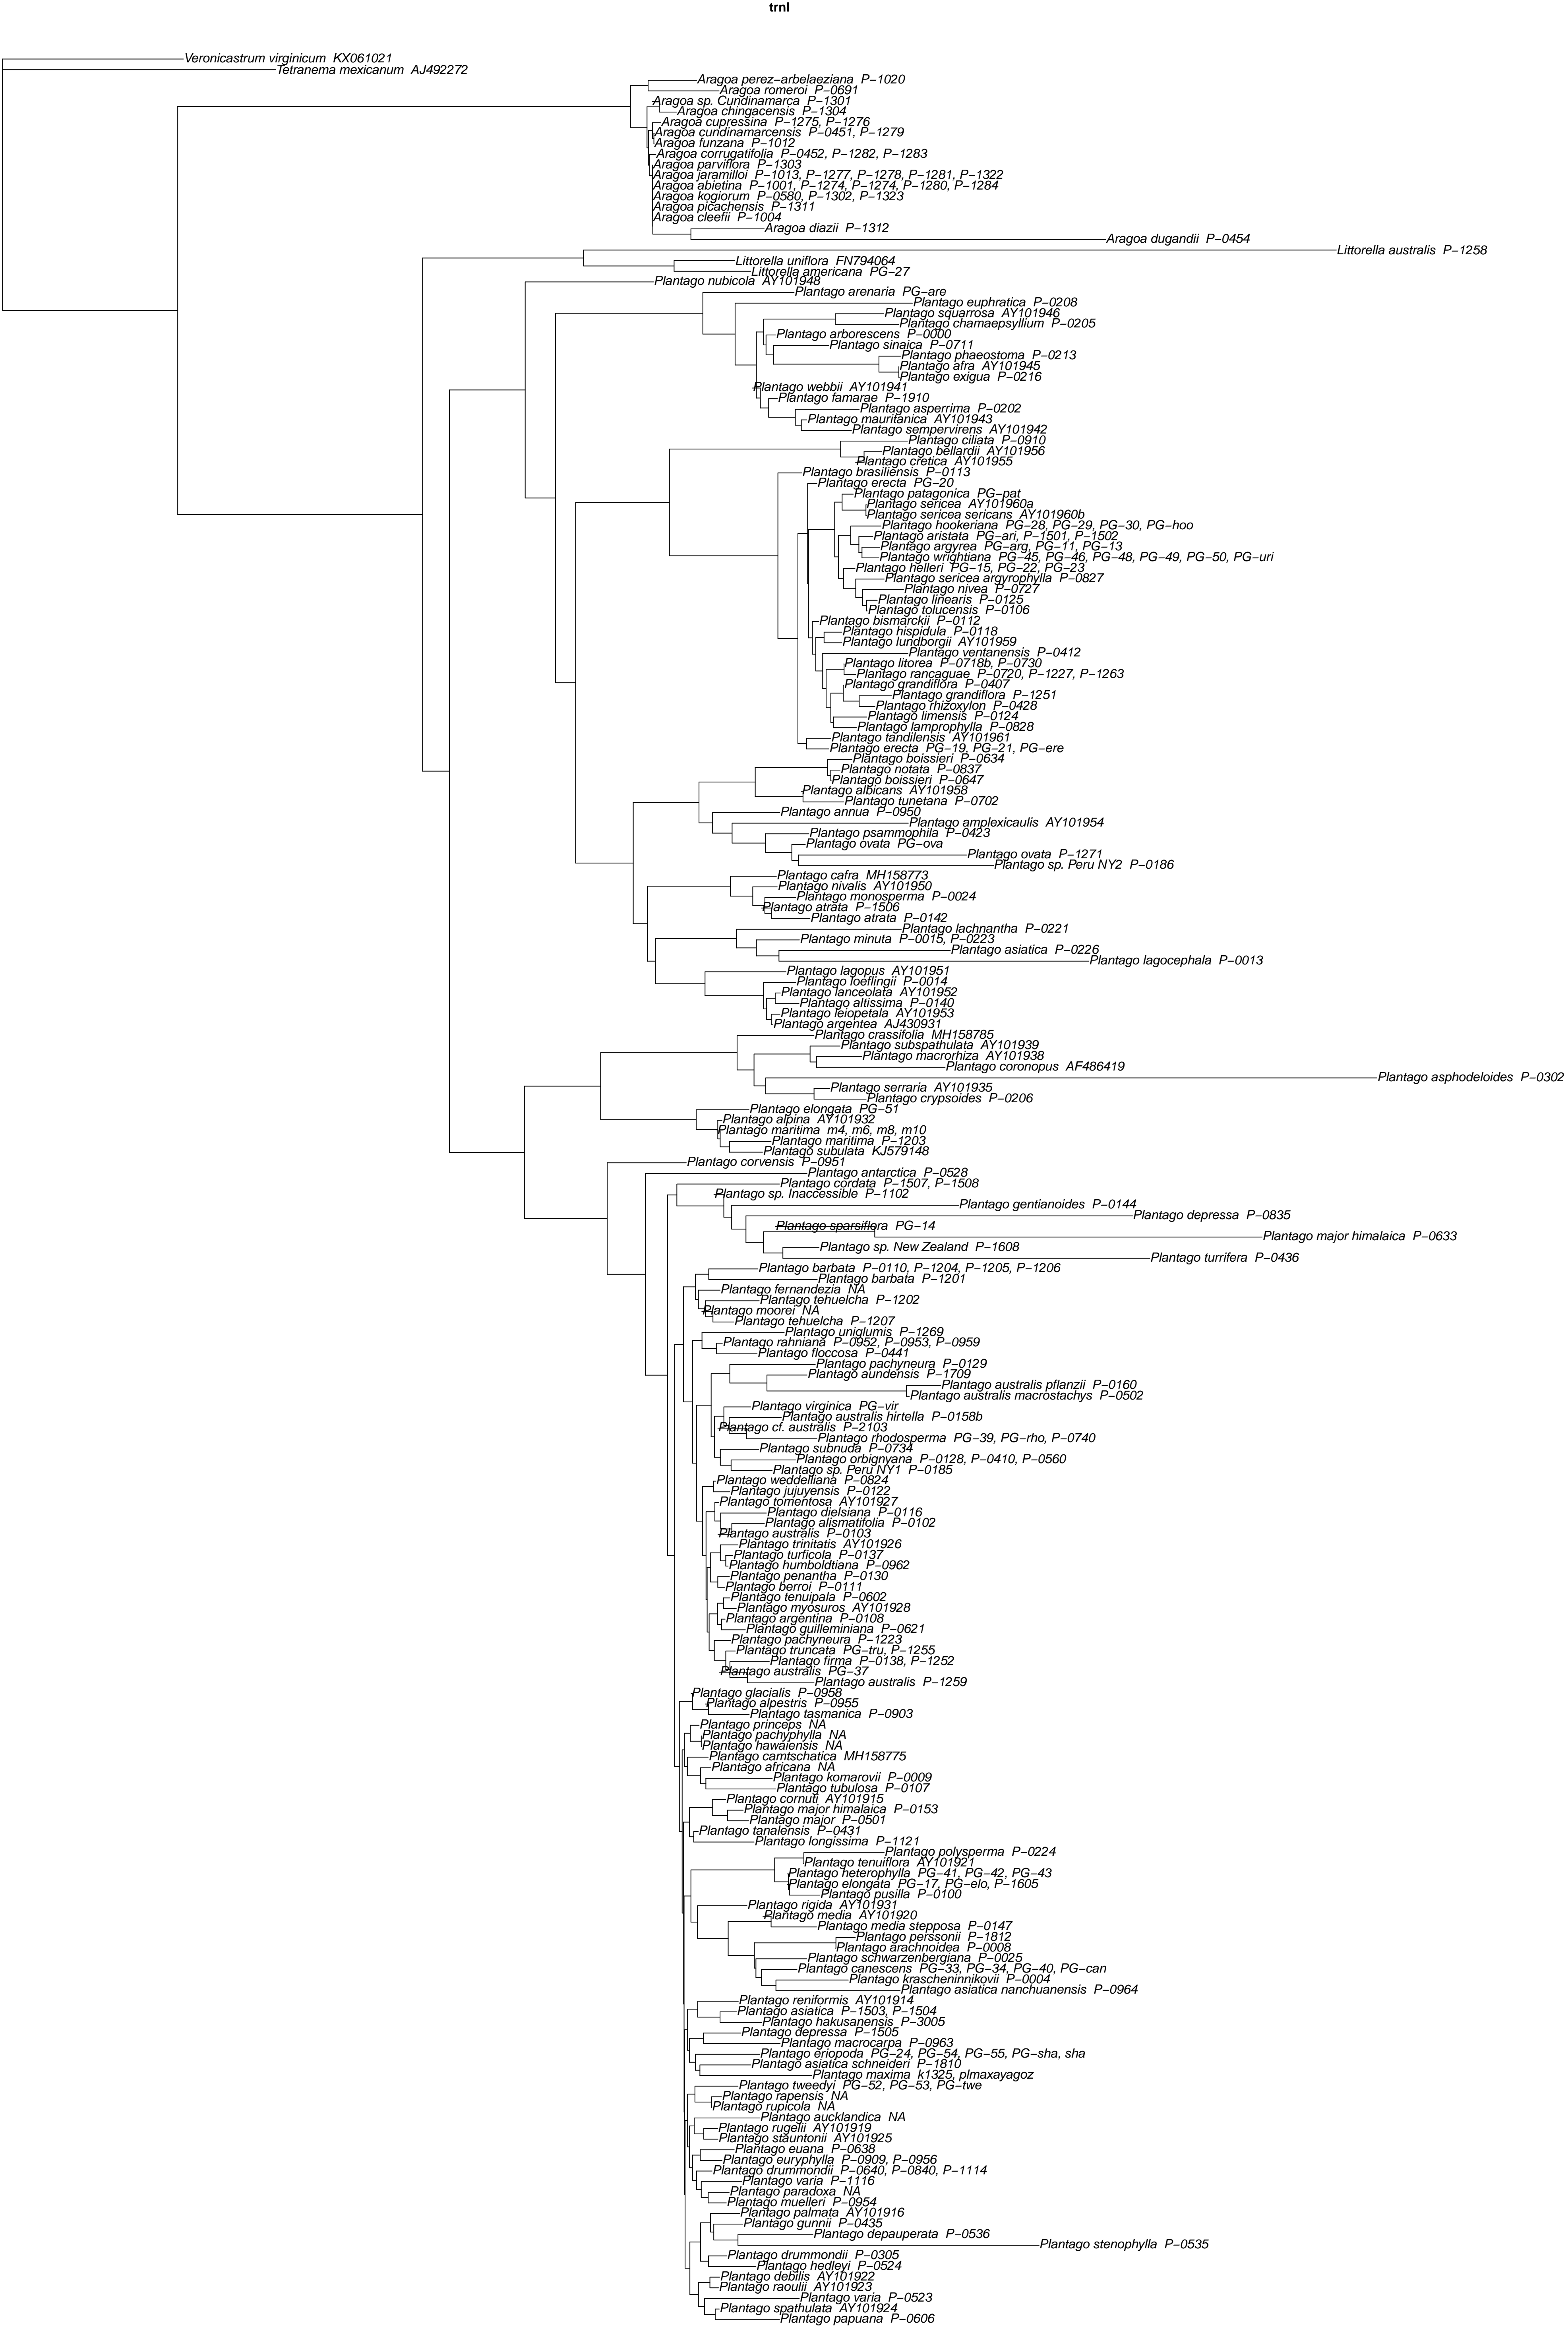 trnl
Veronicastrum virginicum KX061021
Tetranema mexicanum AJ492272
Aragoa perez−arbelaeziana P−1020
Aragoa romeroi P−0691
Aragoa sp. Cundinamarca P−1301
Aragoa chingacensis P−1304
Aragoa cupressina P−1275, P−1276
Aragoa cundinamarcensis P−0451, P−1279
Aragoa funzana P−1012
Aragoa corrugatifolia P−0452, P−1282, P−1283
Aragoa parviflora P−1303
Aragoa jaramilloi P−1013, P−1277, P−1278, P−1281, P−1322
Aragoa abietina P−1001, P−1274, P−1274, P−1280, P−1284
Aragoa kogiorum P−0580, P−1302, P−1323
Aragoa picachensis P−1311
Aragoa cleefii P−1004
Aragoa diazii P−1312
Aragoa dugandii P−0454
Littorella australis P−1258
Littorella uniflora FN794064
Littorella americana PG−27
Plantago nubicola AY101948
Plantago arenaria PG−are
Plantago euphratica P−0208
Plantago squarrosa AY101946
Plantago chamaepsyllium P−0205
Plantago arborescens P−0000
Plantago sinaica P−0711
Plantago phaeostoma P−0213
Plantago afra AY101945
Plantago exigua P−0216
Plantago webbii AY101941
Plantago famarae P−1910
Plantago asperrima P−0202
Plantago mauritanica AY101943
Plantago sempervirens AY101942
Plantago ciliata P−0910
Plantago bellardii AY101956
Plantago cretica AY101955
Plantago brasiliensis P−0113
Plantago erecta PG−20
Plantago patagonica PG−pat
Plantago sericea AY101960a
Plantago sericea sericans AY101960b
Plantago hookeriana PG−28, PG−29, PG−30, PG−hoo
Plantago aristata PG−ari, P−1501, P−1502
Plantago argyrea PG−arg, PG−11, PG−13
Plantago wrightiana PG−45, PG−46, PG−48, PG−49, PG−50, PG−uri
Plantago helleri PG−15, PG−22, PG−23
Plantago sericea argyrophylla P−0827
Plantago nivea P−0727
Plantago linearis P−0125
Plantago tolucensis P−0106
Plantago bismarckii P−0112
Plantago hispidula P−0118
Plantago lundborgii AY101959
Plantago ventanensis P−0412
Plantago litorea P−0718b, P−0730
Plantago rancaguae P−0720, P−1227, P−1263
Plantago grandiflora P−0407
Plantago grandiflora P−1251
Plantago rhizoxylon P−0428
Plantago limensis P−0124
Plantago lamprophylla P−0828
Plantago tandilensis AY101961
Plantago erecta PG−19, PG−21, PG−ere
Plantago boissieri P−0634
Plantago notata P−0837
Plantago boissieri P−0647
Plantago albicans AY101958
Plantago tunetana P−0702
Plantago annua P−0950
Plantago amplexicaulis AY101954
Plantago psammophila P−0423
Plantago ovata PG−ova
Plantago ovata P−1271
Plantago sp. Peru NY2 P−0186
Plantago cafra MH158773
Plantago nivalis AY101950
Plantago monosperma P−0024
Plantago atrata P−1506
Plantago atrata P−0142
Plantago lachnantha P−0221
Plantago minuta P−0015, P−0223
Plantago asiatica P−0226
Plantago lagocephala P−0013
Plantago lagopus AY101951
Plantago loeflingii P−0014
Plantago lanceolata AY101952
Plantago altissima P−0140
Plantago leiopetala AY101953
Plantago argentea AJ430931
Plantago crassifolia MH158785
Plantago subspathulata AY101939
Plantago macrorhiza AY101938
Plantago coronopus AF486419
Plantago asphodeloides P−0302
Plantago serraria AY101935
Plantago crypsoides P−0206
Plantago elongata PG−51
Plantago alpina AY101932
Plantago maritima m4, m6, m8, m10
Plantago maritima P−1203
Plantago subulata KJ579148
Plantago corvensis P−0951
Plantago antarctica P−0528
Plantago cordata P−1507, P−1508
Plantago sp. Inaccessible P−1102
Plantago gentianoides P−0144
Plantago depressa P−0835
Plantago sparsiflora PG−14
Plantago major himalaica P−0633
Plantago sp. New Zealand P−1608
Plantago turrifera P−0436
Plantago barbata P−0110, P−1204, P−1205, P−1206
Plantago barbata P−1201
Plantago fernandezia NA
Plantago tehuelcha P−1202
Plantago moorei NA
Plantago tehuelcha P−1207
Plantago uniglumis P−1269
Plantago rahniana P−0952, P−0953, P−0959
Plantago floccosa P−0441
Plantago pachyneura P−0129
Plantago aundensis P−1709
Plantago australis pflanzii P−0160
Plantago australis macrostachys P−0502
Plantago virginica PG−vir
Plantago australis hirtella P−0158b
Plantago cf. australis P−2103
Plantago rhodosperma PG−39, PG−rho, P−0740
Plantago subnuda P−0734
Plantago orbignyana P−0128, P−0410, P−0560
Plantago sp. Peru NY1 P−0185
Plantago weddelliana P−0824
Plantago jujuyensis P−0122
Plantago tomentosa AY101927
Plantago dielsiana P−0116
Plantago alismatifolia P−0102
Plantago australis P−0103
Plantago trinitatis AY101926
Plantago turficola P−0137
Plantago humboldtiana P−0962
Plantago penantha P−0130
Plantago berroi P−0111
Plantago tenuipala P−0602
Plantago myosuros AY101928
Plantago argentina P−0108
Plantago guilleminiana P−0621
Plantago pachyneura P−1223
Plantago truncata PG−tru, P−1255
Plantago firma P−0138, P−1252
Plantago australis PG−37
Plantago australis P−1259
Plantago glacialis P−0958
Plantago alpestris P−0955
Plantago tasmanica P−0903
Plantago princeps NA
Plantago pachyphylla NA
Plantago hawaiensis NA
Plantago camtschatica MH158775
Plantago africana NA
Plantago komarovii P−0009
Plantago tubulosa P−0107
Plantago cornuti AY101915
Plantago major himalaica P−0153
Plantago major P−0501
Plantago tanalensis P−0431
Plantago longissima P−1121
Plantago polysperma P−0224
Plantago tenuiflora AY101921
Plantago heterophylla PG−41, PG−42, PG−43
Plantago elongata PG−17, PG−elo, P−1605
Plantago pusilla P−0100
Plantago rigida AY101931
Plantago media AY101920
Plantago media stepposa P−0147
Plantago perssonii P−1812
Plantago arachnoidea P−0008
Plantago schwarzenbergiana P−0025
Plantago canescens PG−33, PG−34, PG−40, PG−can
Plantago krascheninnikovii P−0004
Plantago asiatica nanchuanensis P−0964
Plantago reniformis AY101914
Plantago asiatica P−1503, P−1504
Plantago hakusanensis P−3005
Plantago depressa P−1505
Plantago macrocarpa P−0963
Plantago eriopoda PG−24, PG−54, PG−55, PG−sha, sha
Plantago asiatica schneideri P−1810
Plantago maxima k1325, plmaxayagoz
Plantago tweedyi PG−52, PG−53, PG−twe
Plantago rapensis NA
Plantago rupicola NA
Plantago aucklandica NA
Plantago rugelii AY101919
Plantago stauntonii AY101925
Plantago euana P−0638
Plantago euryphylla P−0909, P−0956
Plantago drummondii P−0640, P−0840, P−1114
Plantago varia P−1116
Plantago paradoxa NA
Plantago muelleri P−0954
Plantago palmata AY101916
Plantago gunnii P−0435
Plantago depauperata P−0536
Plantago stenophylla P−0535
Plantago drummondii P−0305
Plantago hedleyi P−0524
Plantago debilis AY101922
Plantago raoulii AY101923
Plantago varia P−0523
Plantago spathulata AY101924
Plantago papuana P−0606